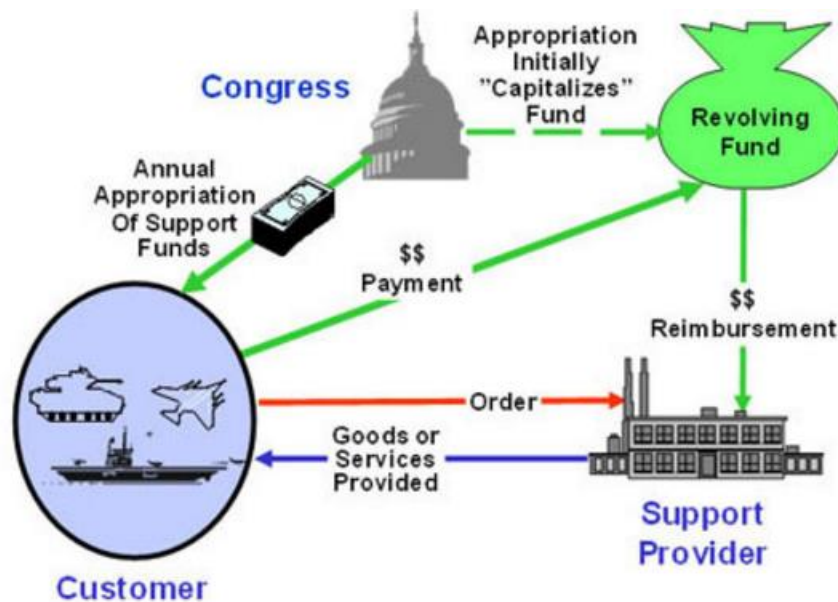 Congress
Appropriation
Initially
"Capitalizes"
Fund
Revolving
Fund
Annual
Appropriation
Of Support
Funds
$$
Payment
$$
Reimbursement
Order
Goods or
Services
Provided
Support
Provider
Customer